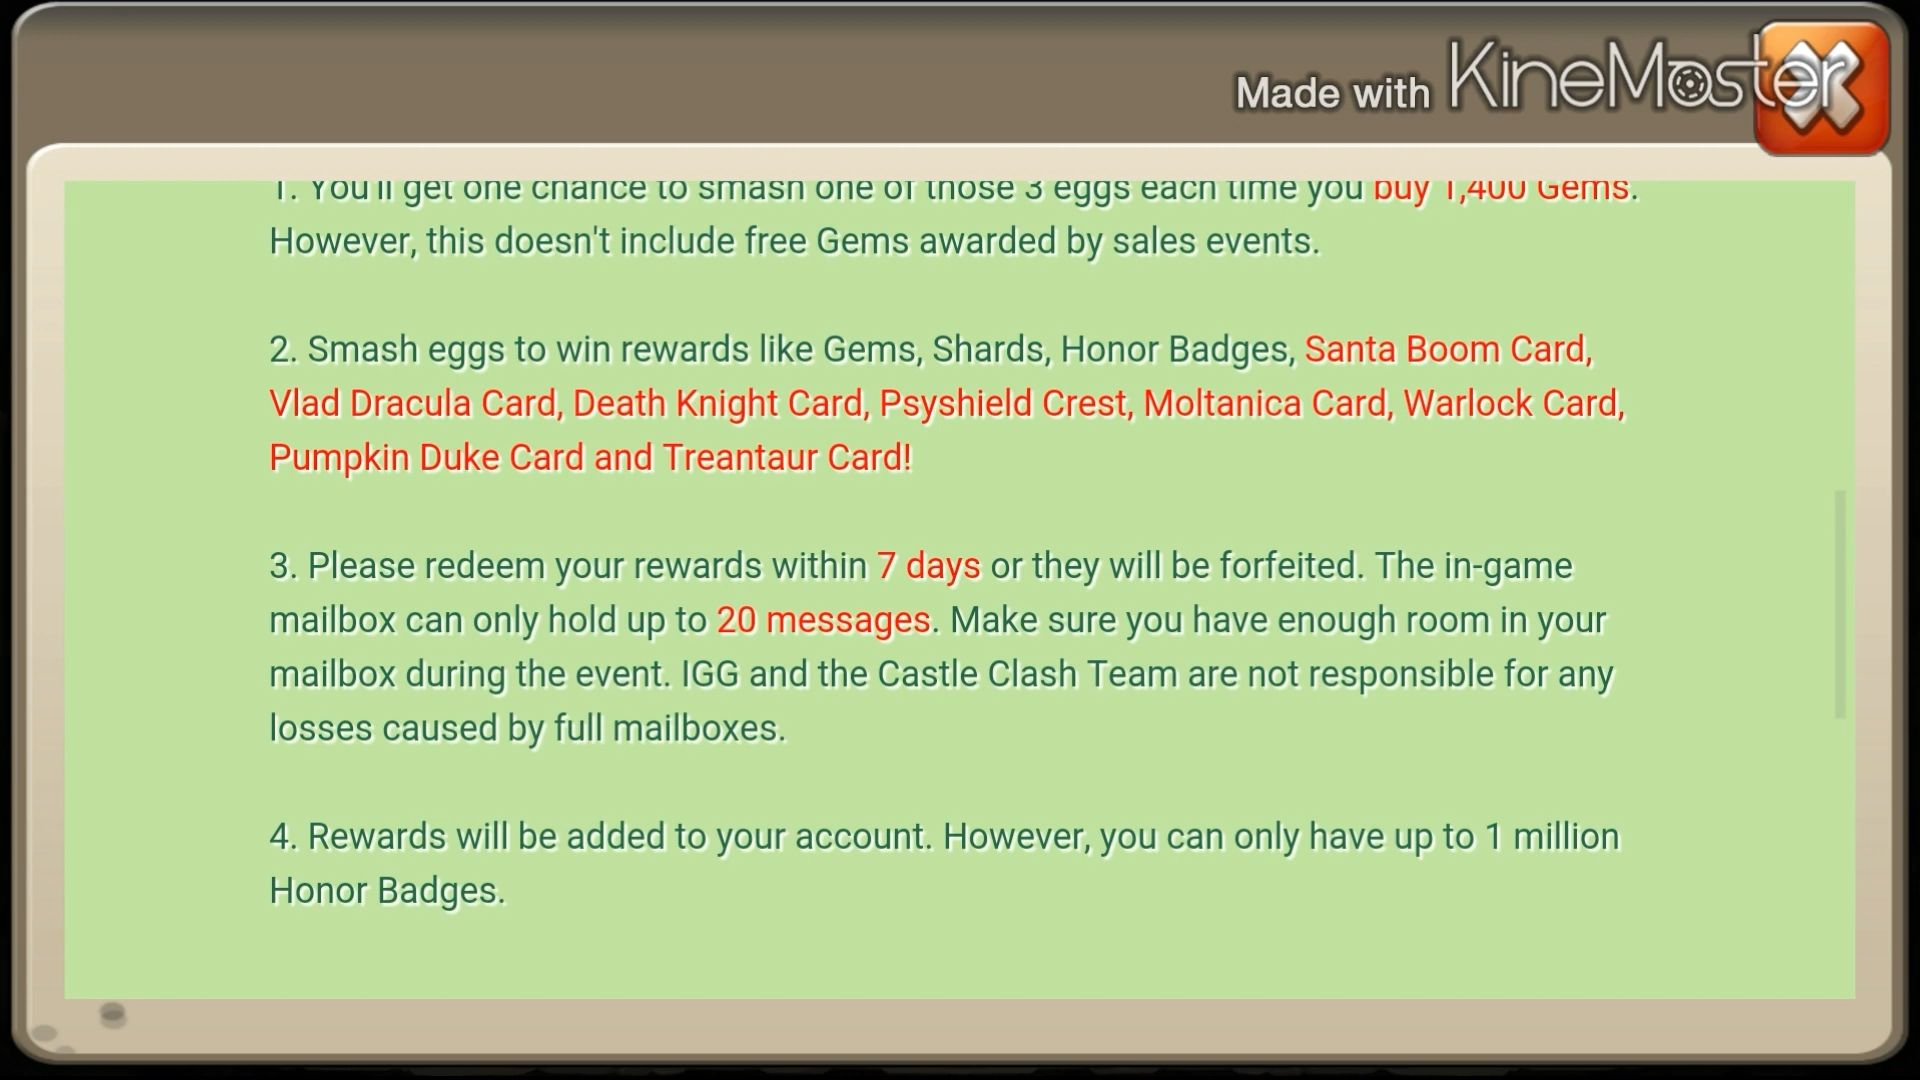 Made with KineMaster
1. You'll get one chance to smash one of those 3 eggs each time you buy 1,400 Gems.
However, this doesn't include free Gems awarded by sales events.
2. Smash eggs to win rewards like Gems, Shards, Honor Badges, Santa Boom Card,
Vlad Dracula Card, Death Knight Card, Psyshield Crest, Moltanica Card, Warlock Card,
Pumpkin Duke Card and Treantaur Card!
3. Please redeem your rewards within 7 days or they will be forfeited. The in-game
mailbox can only hold up to 20 messages. Make sure you have enough room in your
mailbox during the event. IGG and the Castle Clash Team are not responsible for any
losses caused by full mailboxes.
4. Rewards will be added to your account. However, you can only have up to 1 million
Honor Badges.